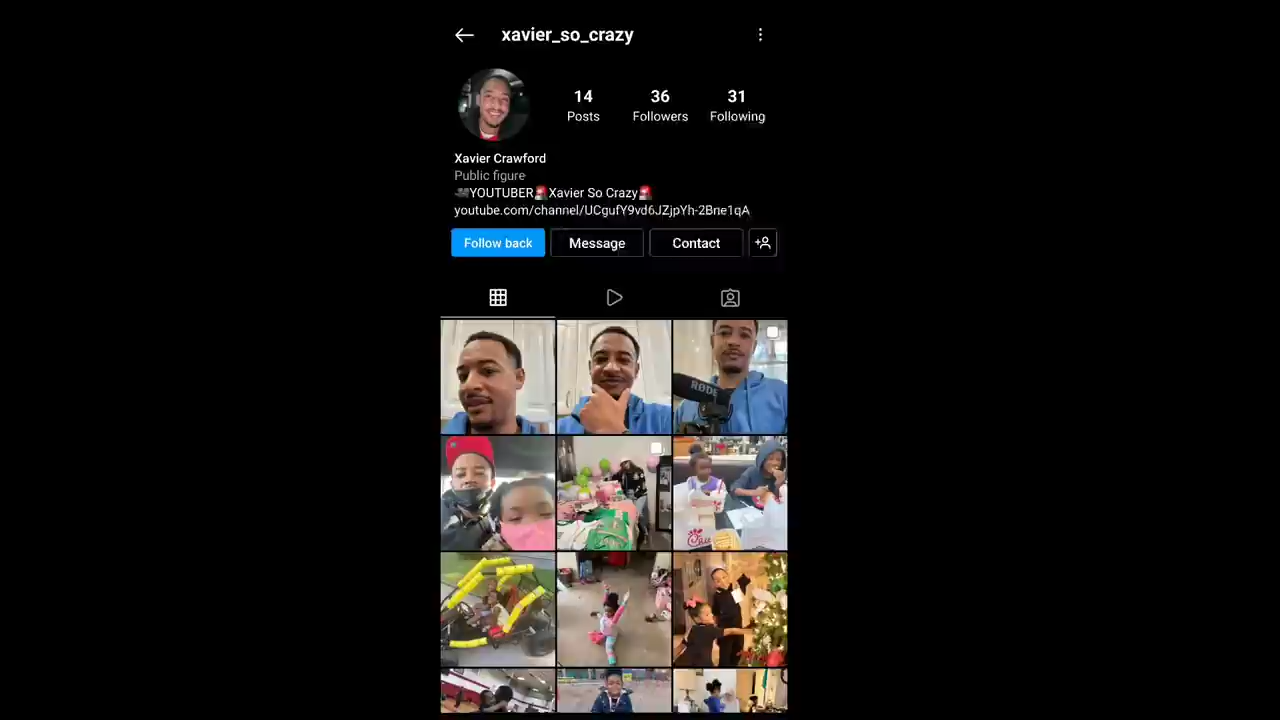 xavier_so_crazy
14 36 31
Posts Followers Following
Xavier Crawford
Public figure
🎥YOUTUBER🚨Xavier So Crazy🚨
youtube.com/channel/UCgufY9vd6JZjpYh-2Bne1qA
Follow back Message Contact
RØDE